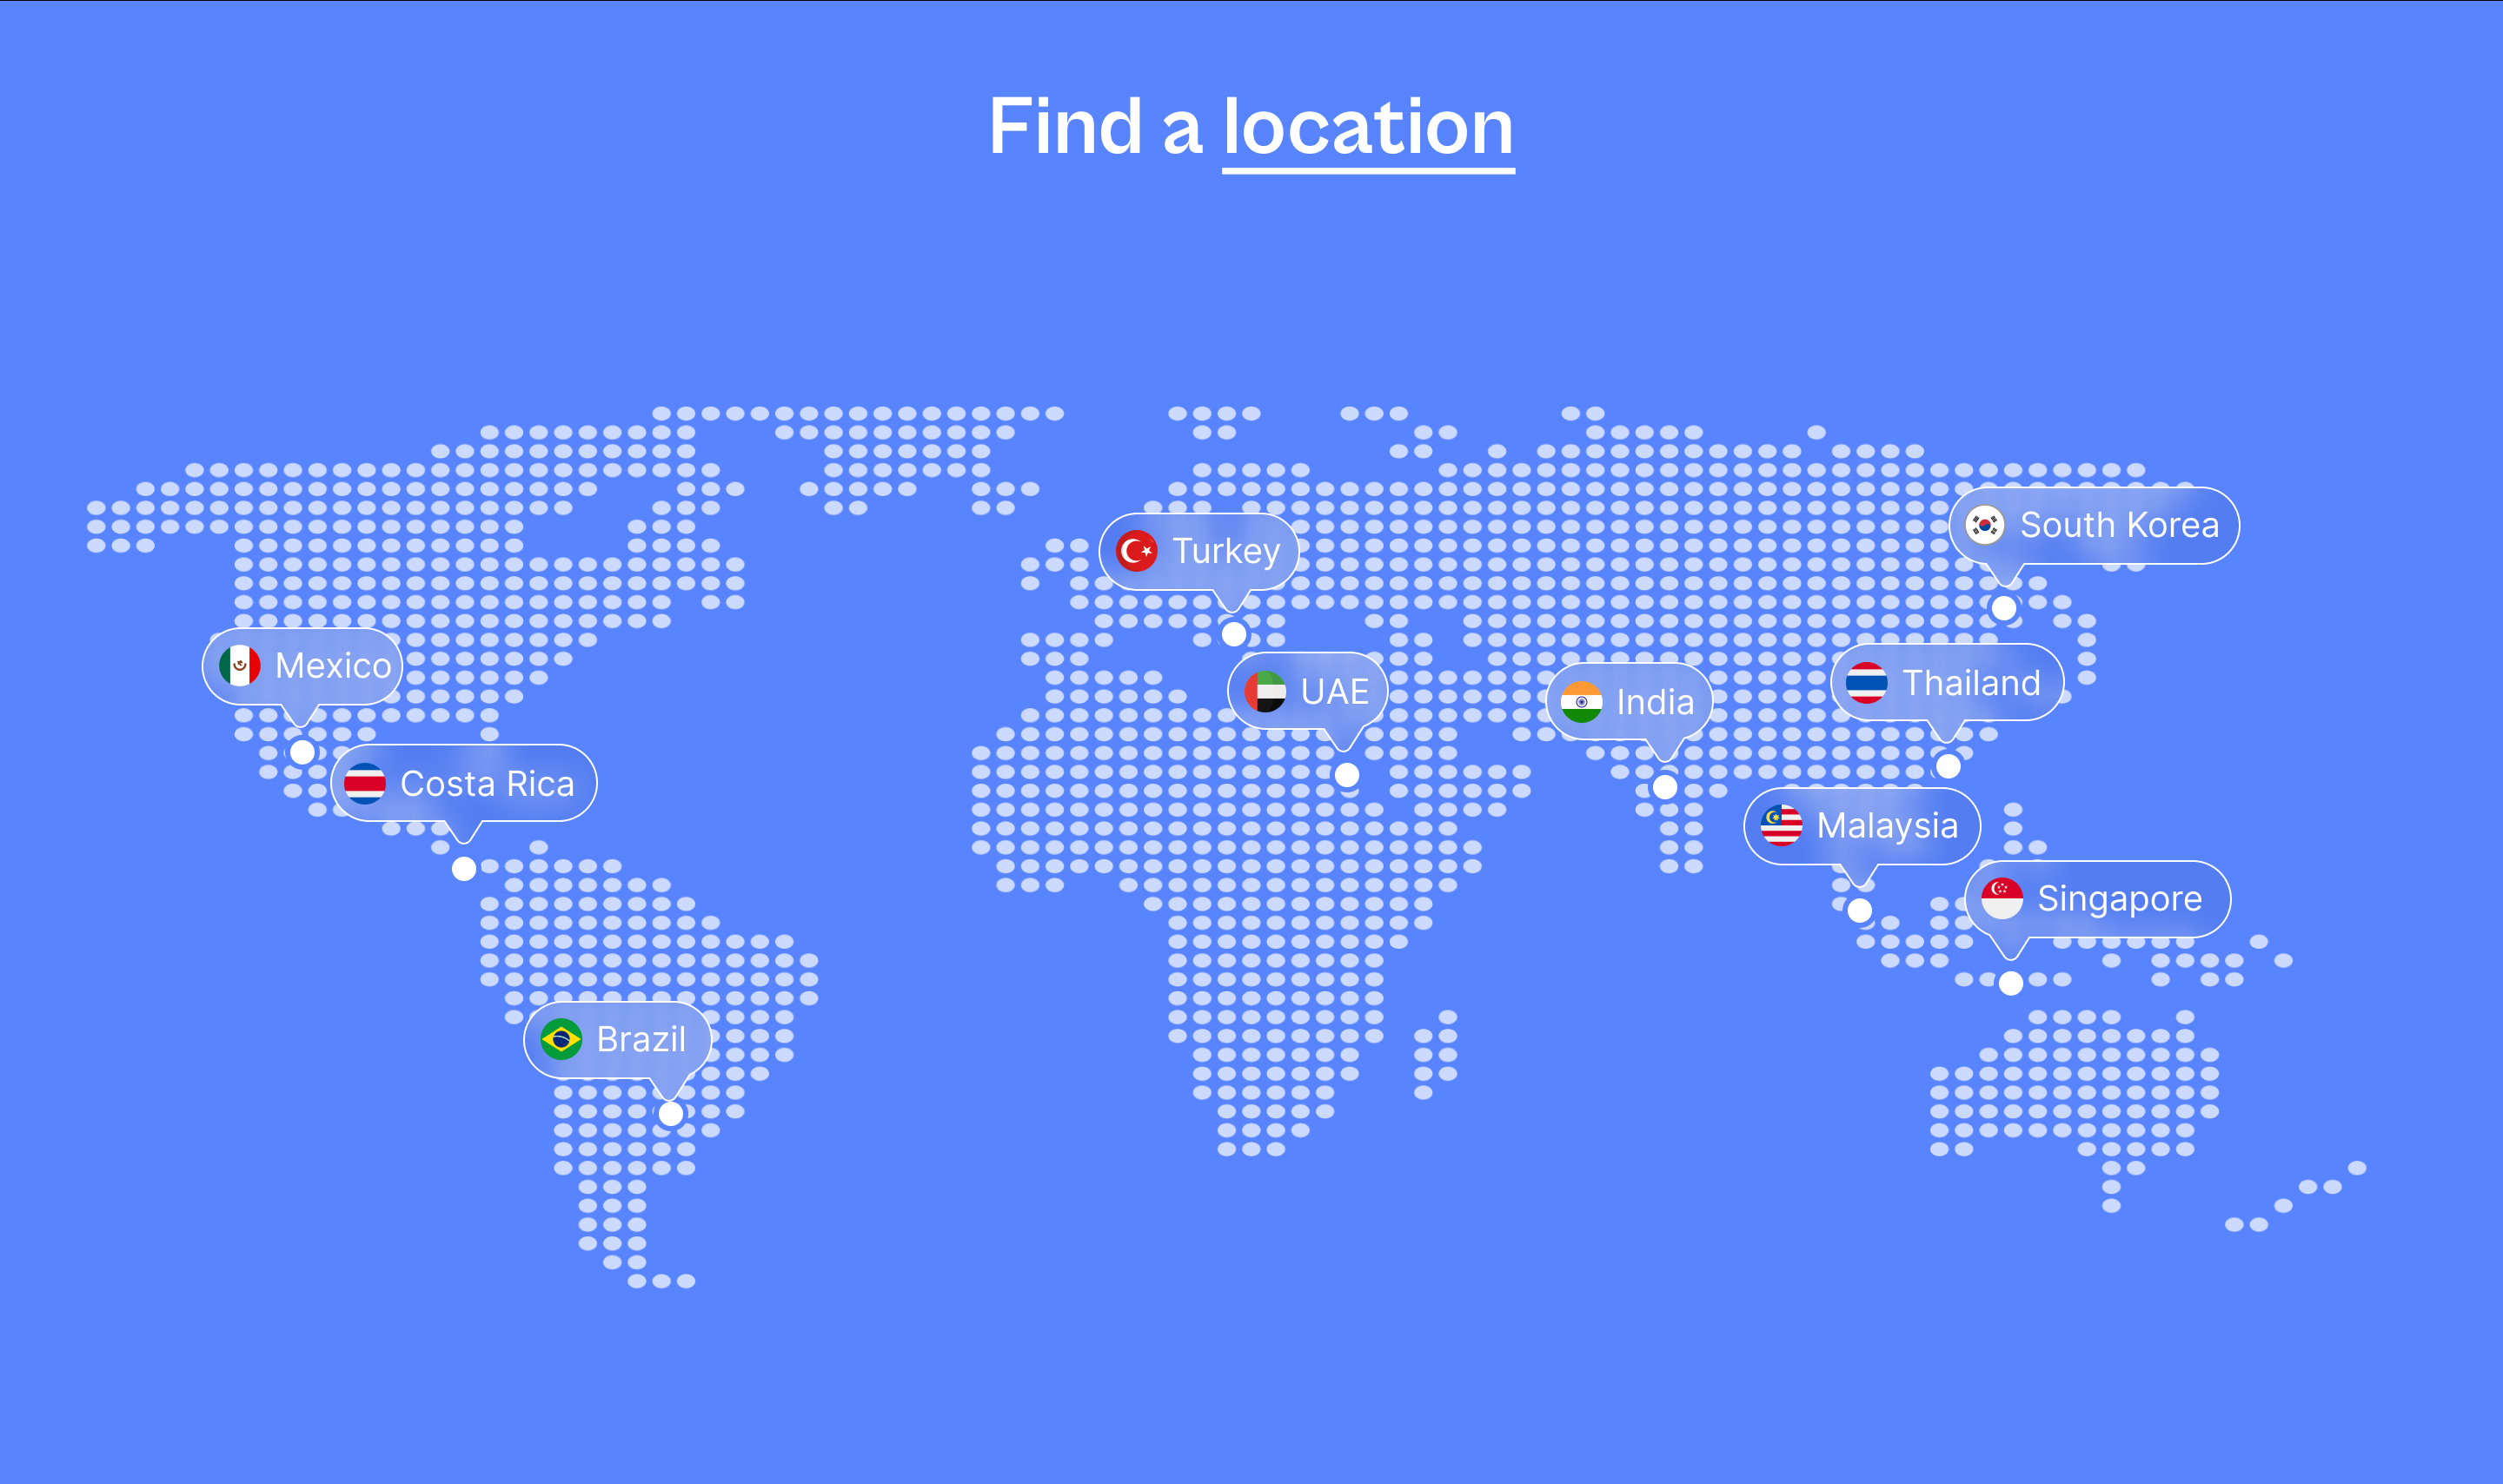 Find a location
South Korea
Turkey
Mexico
UAE
India
Thailand
Costa Rica
Malaysia
Singapore
Brazil